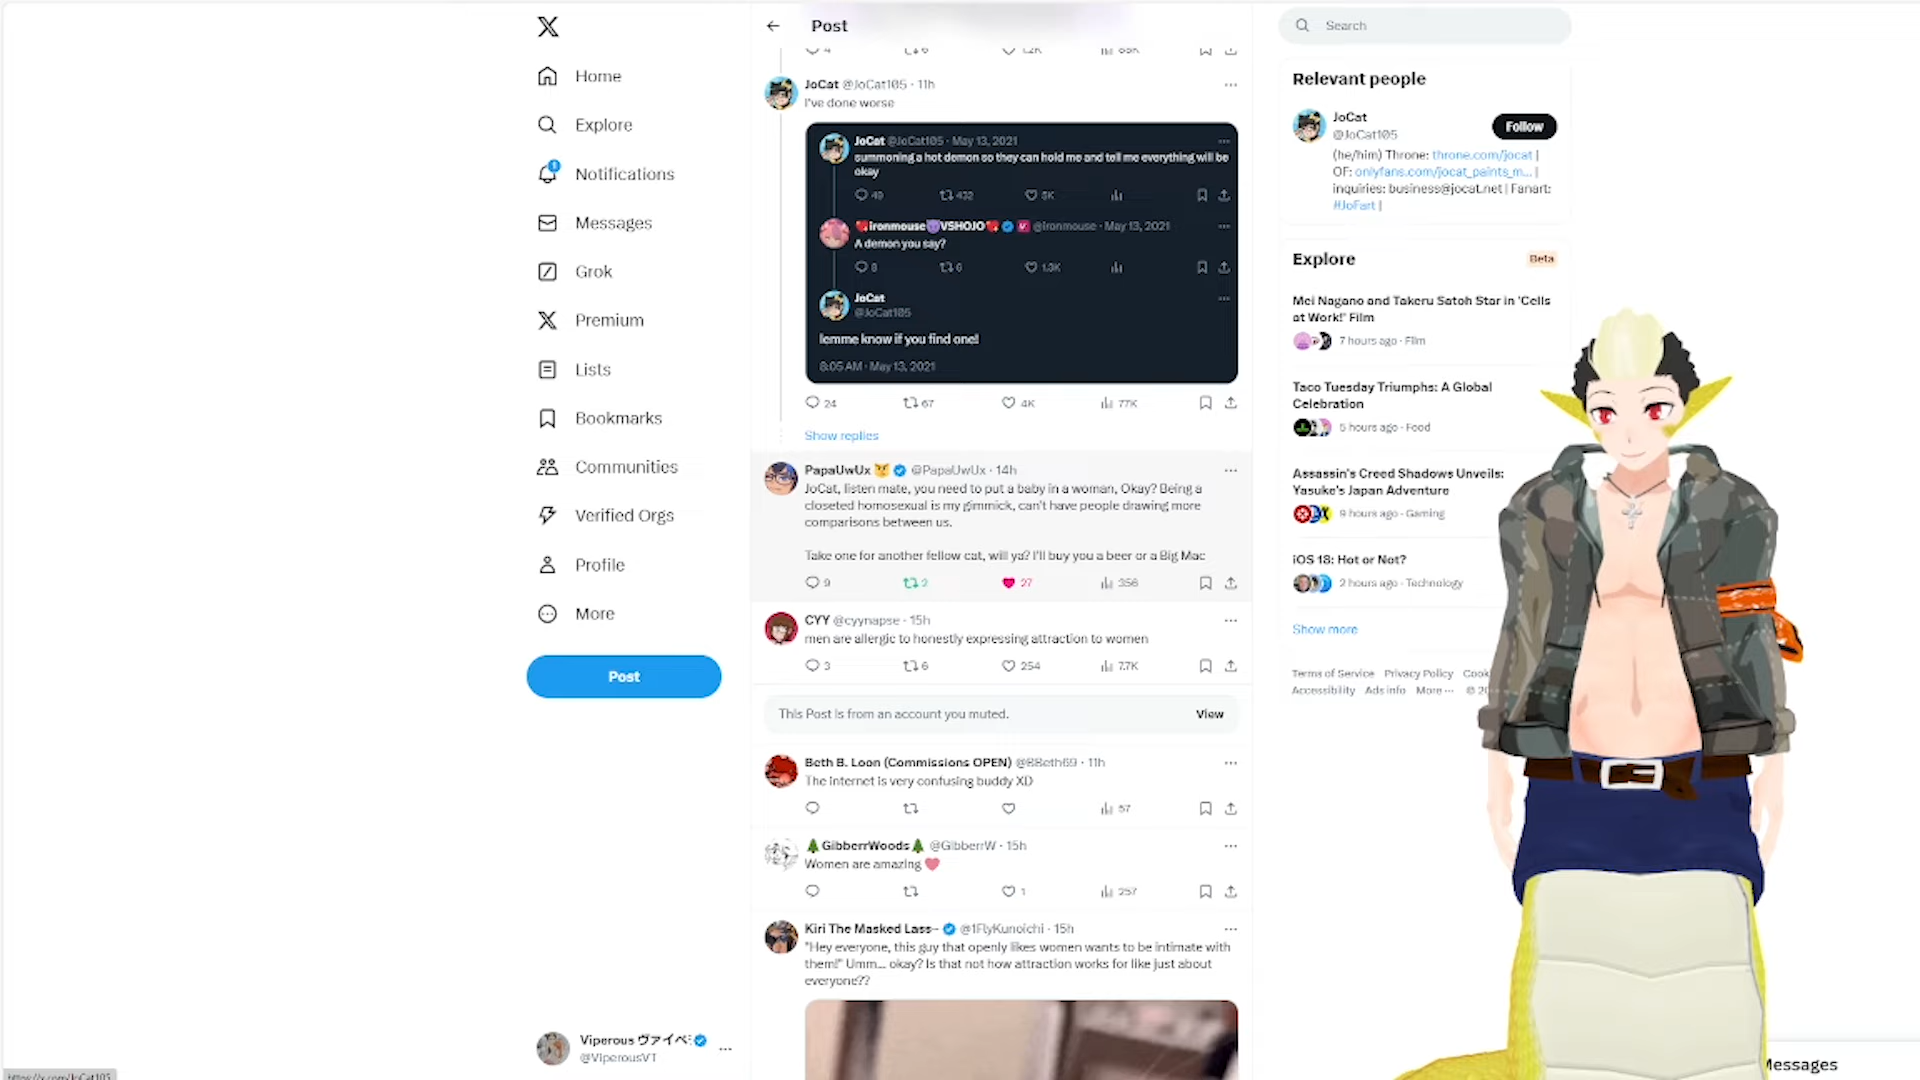 Home
Explore
Notifications
Messages
Grok
Premium
Lists
Bookmarks
Communities
Verified Orgs
Profile
More
Post
Viperous
@ViperousVT
Post
JoCat @JoCat105 · 11h
I've done worse
JoCat @JoCat105 · May 13, 2021
summoning a hot demon so they can hold me and tell me everything will be
okay
49 432 5K
ironmouse VSHOJO @ironmouse · May 13, 2021
A demon you say?
8 6 1.3K
JoCat
@JoCat105
lemme know if you find one!
8:05 AM · May 13, 2021
24 67 4K 77K
Show replies
PapaUwUx @PapaUwUx · 14h
JoCat, listen mate, you need to put a baby in a woman, Okay? Being a
closeted homosexual is my gimmick, can't have people drawing more
comparisons between us.
Take one for another fellow cat, will ya? I'll buy you a beer or a Big Mac
9 2 27 356
CYY @cyynapse · 15h
men are allergic to honestly expressing attraction to women
3 6 254 7.7K
This Post is from an account you muted.
View
Beth B. Loon (Commissions OPEN) @BBeth69 · 11h
The internet is very confusing buddy XD
57
🌲GibberrWoods🌲 @GibberrW · 15h
Women are amazing
1 257
Kiri The Masked Lass~ @1FlyKunoichi · 15h
"Hey everyone, this guy that openly likes women wants to be intimate with
them!" Umm... okay? Is that not how attraction works for like just about
everyone??
Search
Relevant people
JoCat
@JoCat105
Follow
(he/him) Throne: throne.com/jocat |
OF: onlyfans.com/jocat_paints_m... |
inquiries: business@jocat.net | Fanart:
#JoFart |
Explore
Beta
Mei Nagano and Takeru Satoh Star in 'Cells
at Work!' Film
7 hours ago · Film
Taco Tuesday Triumphs: A Global
Celebration
5 hours ago · Food
Assassin's Creed Shadows Unveils:
Yasuke's Japan Adventure
9 hours ago · Gaming
iOS 18: Hot or Not?
2 hours ago · Technology
Show more
Terms of Service Privacy Policy
Accessibility Ads info More ...
Messages
https://x.com/JoCat105